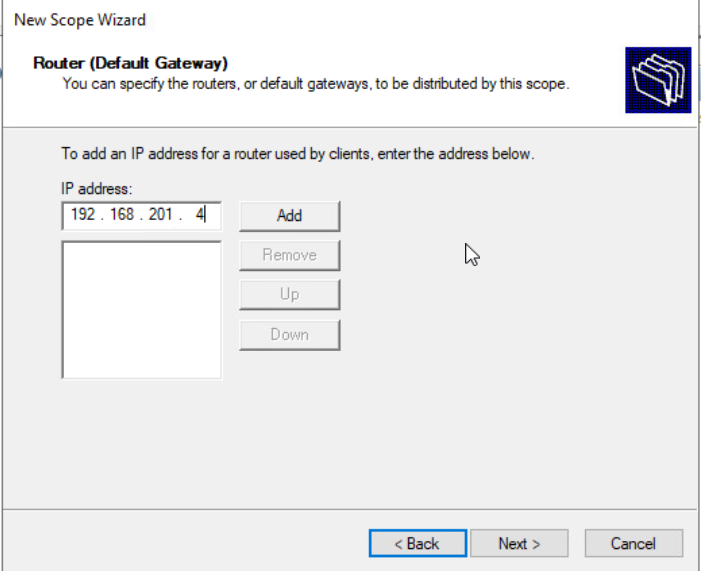 New Scope Wizard
Router (Default Gateway)
You can specify the routers, or default gateways, to be distributed by this scope.
To add an IP address for a router used by clients, enter the address below.
IP address:
192 . 168 . 201 . 4
Add
Remove
Up
Down
< Back
Next >
Cancel